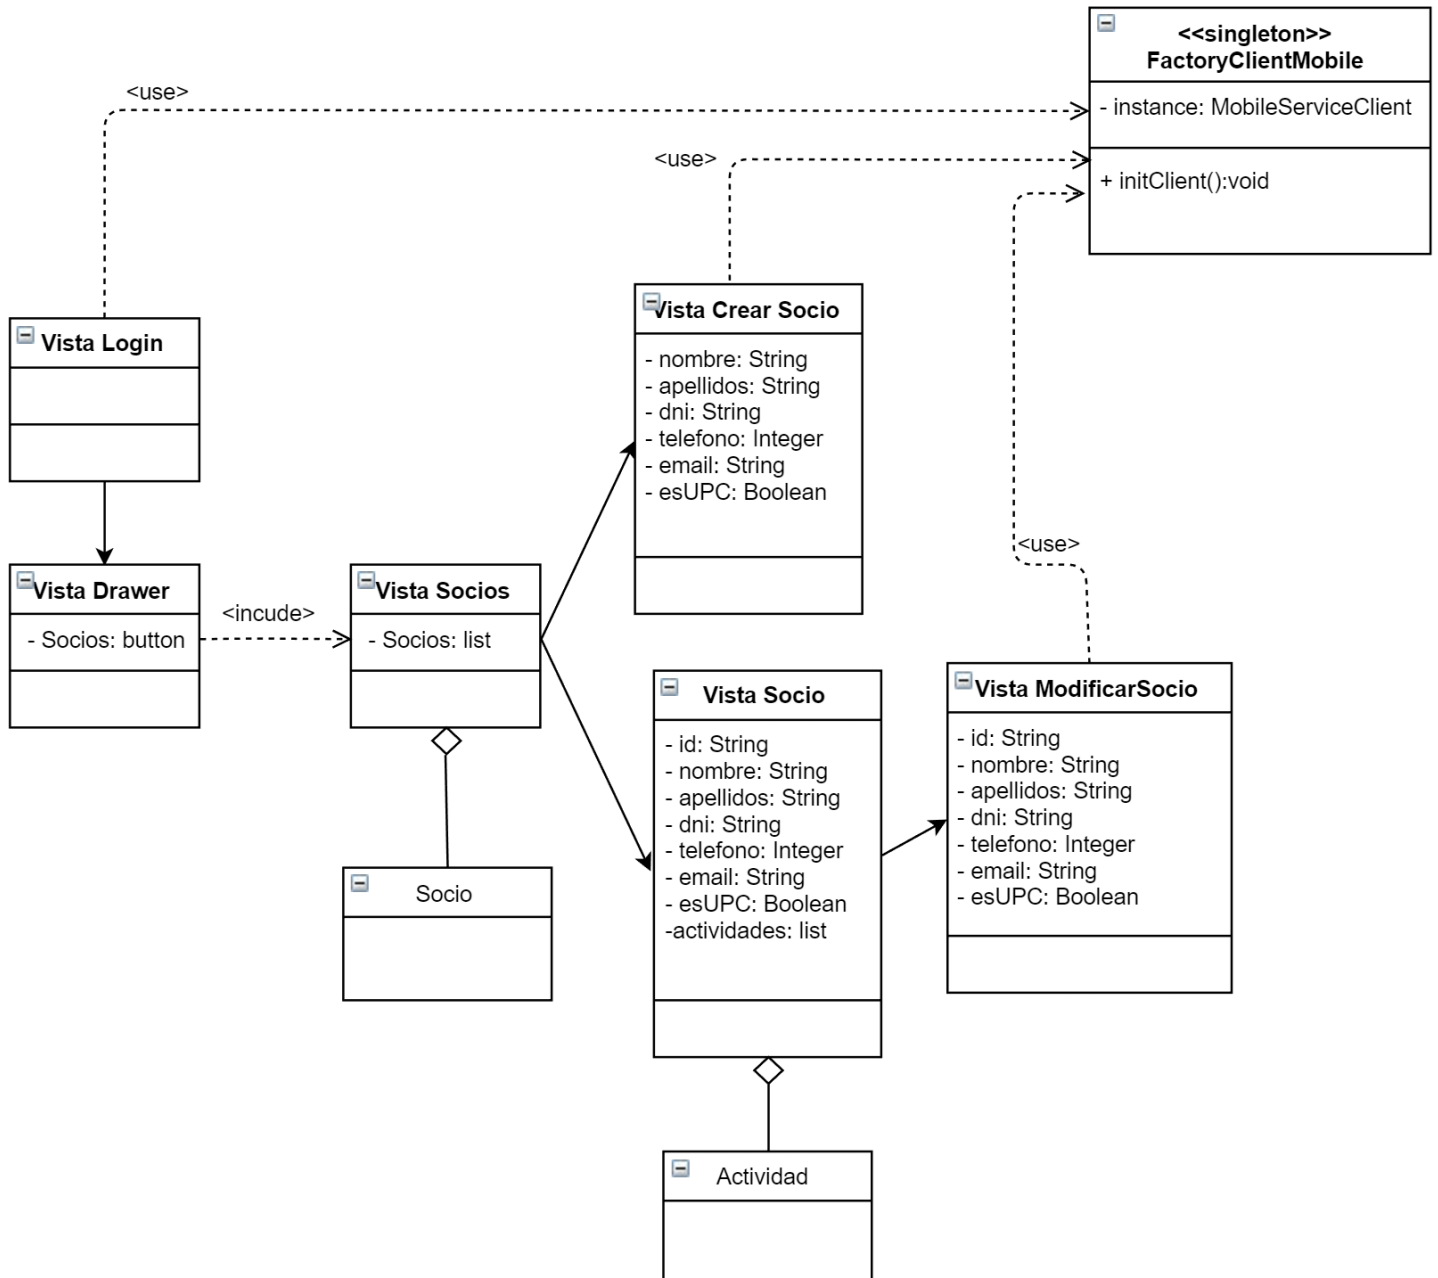 <<singleton>>
FactoryClientMobile
- instance: MobileServiceClient
+ initClient():void
<use>
<use>
<use>
Vista Login
Vista Drawer
- Socios: button
<incude>
Vista Socios
- Socios: list
Socio
Vista Crear Socio
- nombre: String
- apellidos: String
- dni: String
- telefono: Integer
- email: String
- esUPC: Boolean
Vista Socio
- id: String
- nombre: String
- apellidos: String
- dni: String
- telefono: Integer
- email: String
- esUPC: Boolean
-actividades: list
Vista ModificarSocio
- id: String
- nombre: String
- apellidos: String
- dni: String
- telefono: Integer
- email: String
- esUPC: Boolean
Actividad